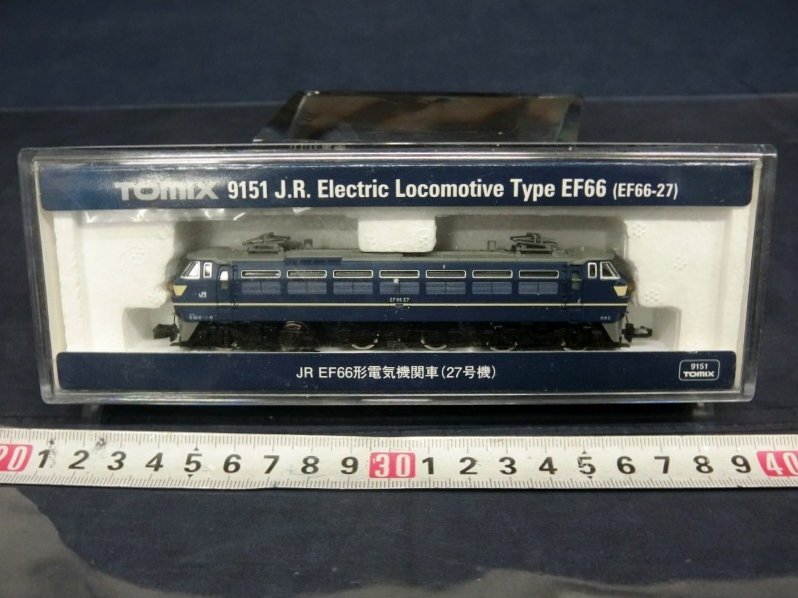 TOMIX 9151 J.R. Electric Locomotive Type EF66 (EF66-27)
JR
EF66 27
JR EF66形電気機関車(27号機)
9151
TOMIX
20 1 2 3 4 5 6 7 8 9 30 1 2 3 4 5 6 7 8 9 40